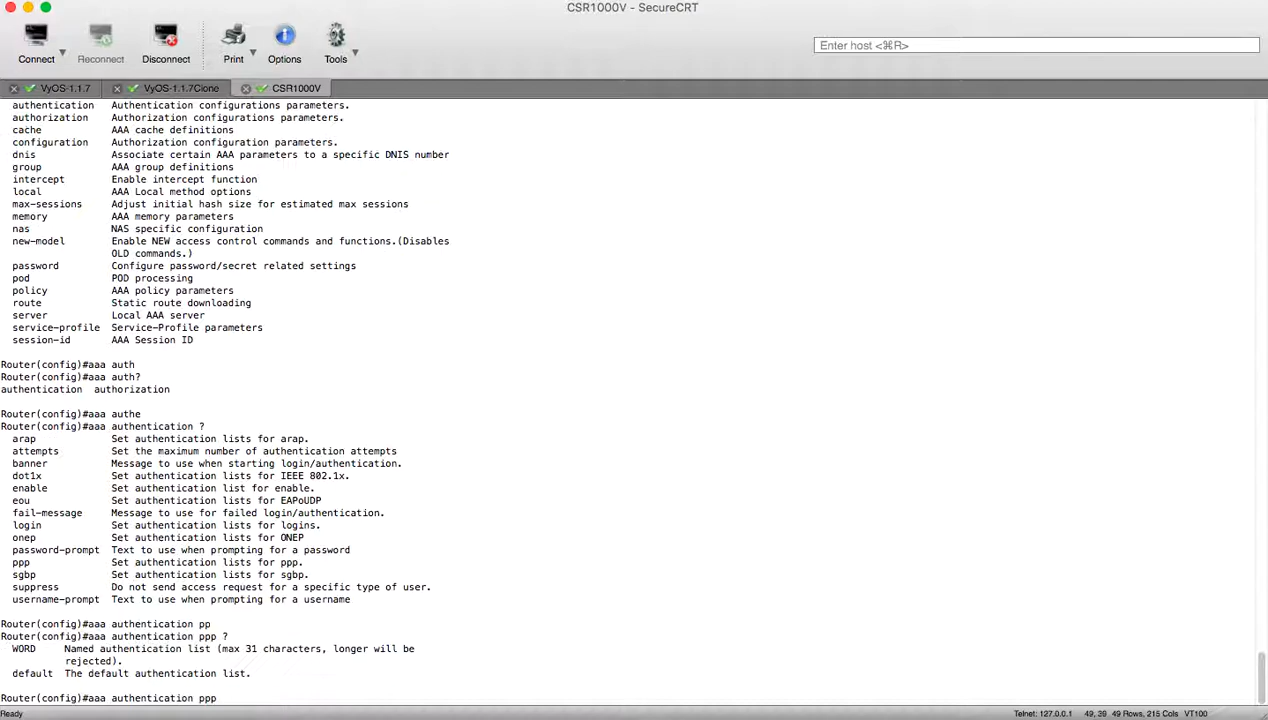 CSR1000V - SecureCRT
Connect
Reconnect
Disconnect
Print
Options
Tools
Enter host <⌘R>
VyOS-1.1.7
VyOS-1.1.7Clone
CSR1000V
authentication Authentication configurations parameters.
authorization Authorization configurations parameters.
cache AAA cache definitions
configuration Authorization configuration parameters.
dnis Associate certain AAA parameters to a specific DNIS number
group AAA group definitions
intercept Enable intercept function
local AAA Local method options
max-sessions Adjust initial hash size for estimated max sessions
memory AAA memory parameters
nas NAS specific configuration
new-model Enable NEW access control commands and functions.(Disables
OLD commands.)
password Configure password/secret related settings
pod POD processing
policy AAA policy parameters
route Static route downloading
server Local AAA server
service-profile Service-Profile parameters
session-id AAA Session ID
Router(config)#aaa auth
Router(config)#aaa auth?
authentication authorization
Router(config)#aaa authe
Router(config)#aaa authentication ?
arap Set authentication lists for arap.
attempts Set the maximum number of authentication attempts
banner Message to use when starting login/authentication.
dot1x Set authentication lists for IEEE 802.1x.
enable Set authentication list for enable.
eou Set authentication lists for EAPoUDP
fail-message Message to use for failed login/authentication.
login Set authentication lists for logins.
onep Set authentication lists for ONEP
password-prompt Text to use when prompting for a password
ppp Set authentication lists for ppp.
sgbp Set authentication lists for sgbp.
suppress Do not send access request for a specific type of user.
username-prompt Text to use when prompting for a username
Router(config)#aaa authentication pp
Router(config)#aaa authentication ppp ?
WORD Named authentication list (max 31 characters, longer will be
rejected).
default The default authentication list.
Router(config)#aaa authentication ppp
Ready
Telnet: 127.0.0.1
49, 39
49 Rows, 215 Cols
VT100